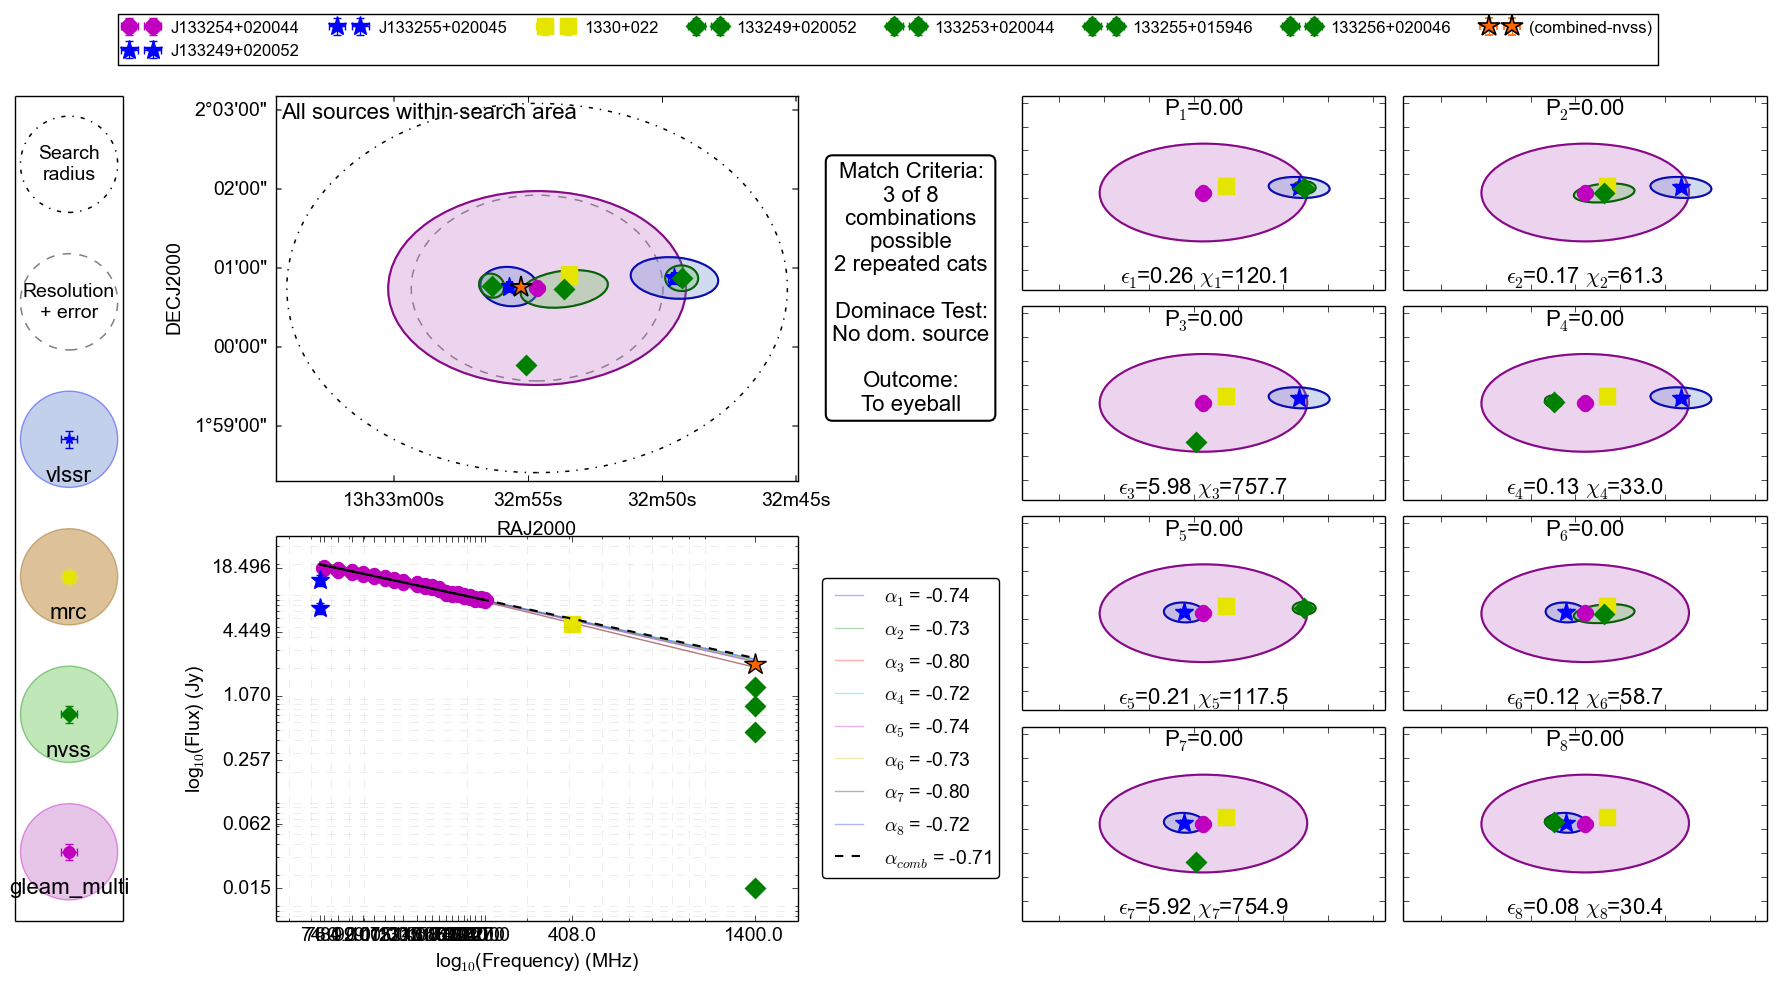 J133254+020044 J133255+020045 1330+022 133249+020052 133253+020044 133255+015946 133256+020046 (combined-nvss)
J133249+020052
Search
radius
Resolution
+ error
vlssr
mrc
nvss
gleam_multi
All sources within search area
2°03'00"
02'00"
01'00"
00'00"
1°59'00"
DECJ2000
13h33m00s 32m55s 32m50s 32m45s
RAJ2000
Match Criteria:
3 of 8
combinations
possible
2 repeated cats
Dominace Test:
No dom. source
Outcome:
To eyeball
18.496
4.449
1.070
0.257
0.062
0.015
log10(Flux) (Jy)
408.0 1400.0
log10(Frequency) (MHz)
α1 = -0.74
α2 = -0.73
α3 = -0.80
α4 = -0.72
α5 = -0.74
α6 = -0.73
α7 = -0.80
α8 = -0.72
αcomb = -0.71
P1=0.00
ϵ1=0.26 χ1=120.1
P2=0.00
ϵ2=0.17 χ2=61.3
P3=0.00
ϵ3=5.98 χ3=757.7
P4=0.00
ϵ4=0.13 χ4=33.0
P5=0.00
ϵ5=0.21 χ5=117.5
P6=0.00
ϵ6=0.12 χ6=58.7
P7=0.00
ϵ7=5.92 χ7=754.9
P8=0.00
ϵ8=0.08 χ8=30.4